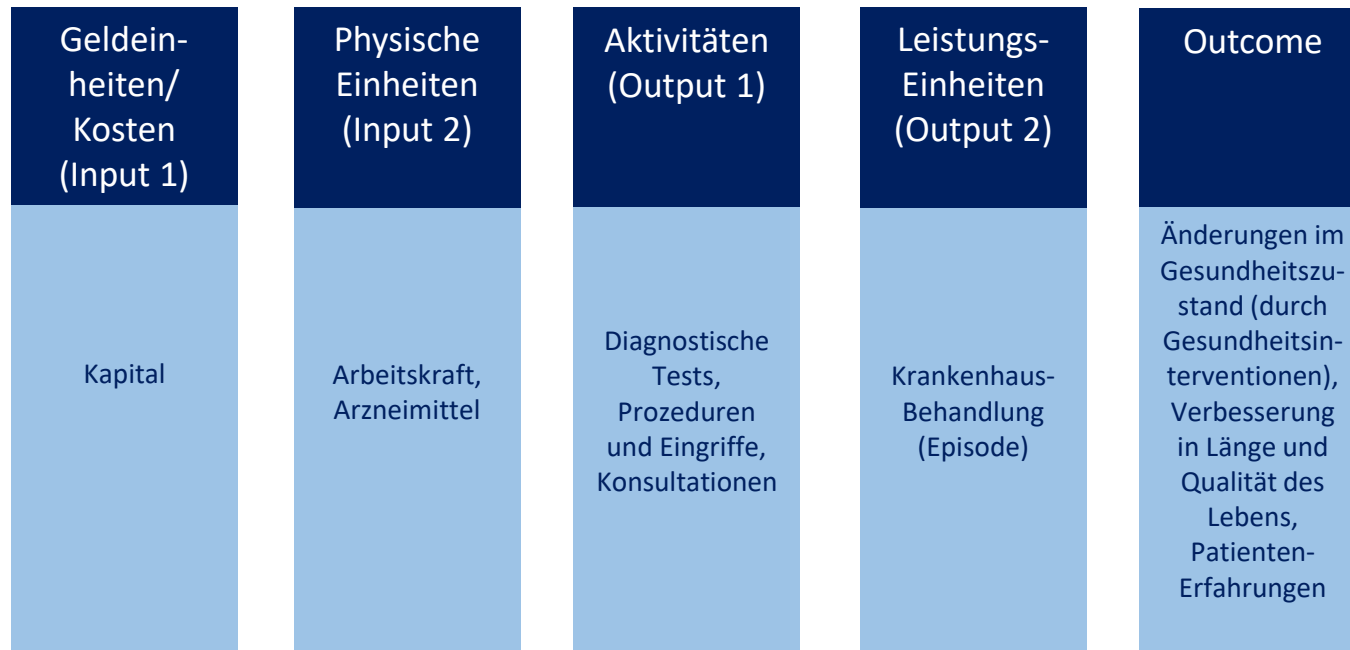 Geldein-
heiten/
Kosten
(Input 1)
Physische
Einheiten
(Input 2)
Aktivitäten
(Output 1)
Leistungs-
Einheiten
(Output 2)
Outcome
Kapital
Arbeitskraft,
Arzneimittel
Diagnostische
Tests,
Prozeduren
und Eingriffe,
Konsultationen
Krankenhaus-
Behandlung
(Episode)
Änderungen im
Gesundheitszu-
stand (durch
Gesundheitsin-
terventionen),
Verbesserung
in Länge und
Qualität des
Lebens,
Patienten-
Erfahrungen